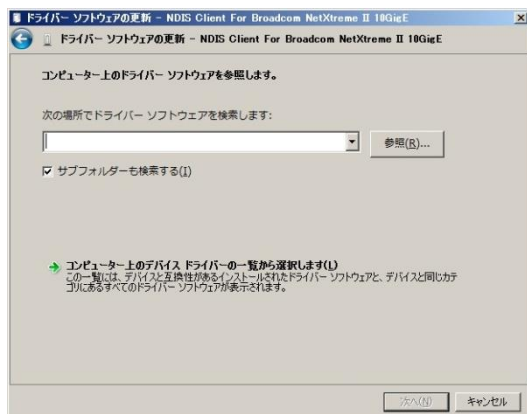 ドライバー ソフトウェアの更新 - NDIS Client For Broadcom NetXtreme II 10GigE
ドライバー ソフトウェアの更新 - NDIS Client For Broadcom NetXtreme II 10GigE
コンピューター上のドライバー ソフトウェアを参照します。
次の場所でドライバー ソフトウェアを検索します:
参照(R)...
サブフォルダーも検索する(I)
コンピューター上のデバイス ドライバーの一覧から選択します(L)
この一覧には、デバイスと互換性があるインストールされたドライバー ソフトウェアと、デバイスと同じカテ
ゴリにあるすべてのドライバー ソフトウェアが表示されます。
次へ(N) キャンセル